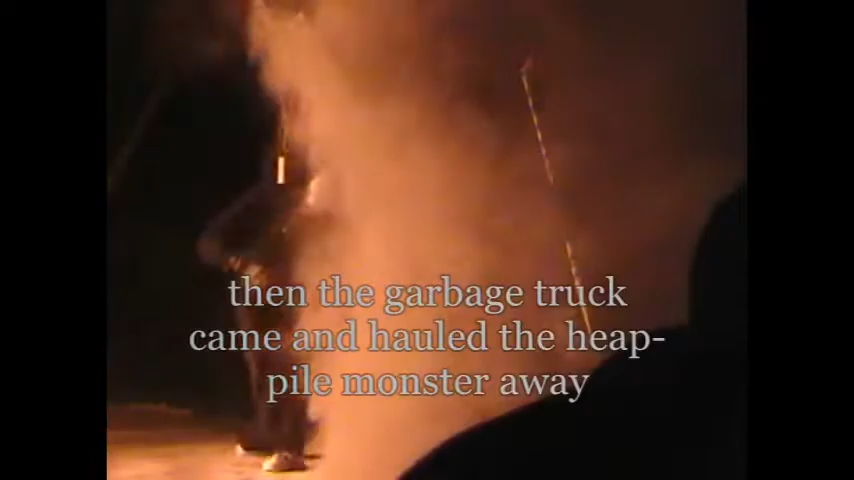 then the garbage truck
came and hauled the heap-
pile monster away